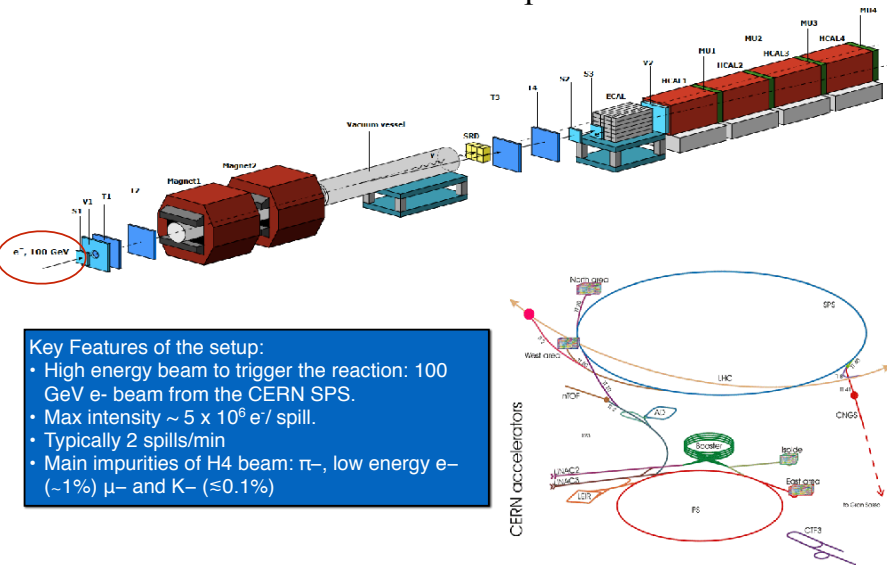 MU4
MU3
MU2
MU1
HCAL4
HCAL3
HCAL2
HCAL1
V2
ECAL
S3
S2
T4
T3
SRD
Vacuum vessel
Magnet2
Magnet1
T2
T1
V1
S1
e⁻, 100 GeV
Key Features of the setup:
• High energy beam to trigger the reaction: 100
GeV e- beam from the CERN SPS.
• Max intensity ~ 5 x 10⁶ e⁻/ spill.
• Typically 2 spills/min
• Main impurities of H4 beam: π−, low energy e−
(~1%) μ− and K− (≲0.1%)
North area
SPS
West area
LHC
nTOF
AD
CNGS
CERN accelerators
Booster
Isolde
LINAC2
LINAC3
LEIR
East area
PS
to Gran Sasso
CTF3